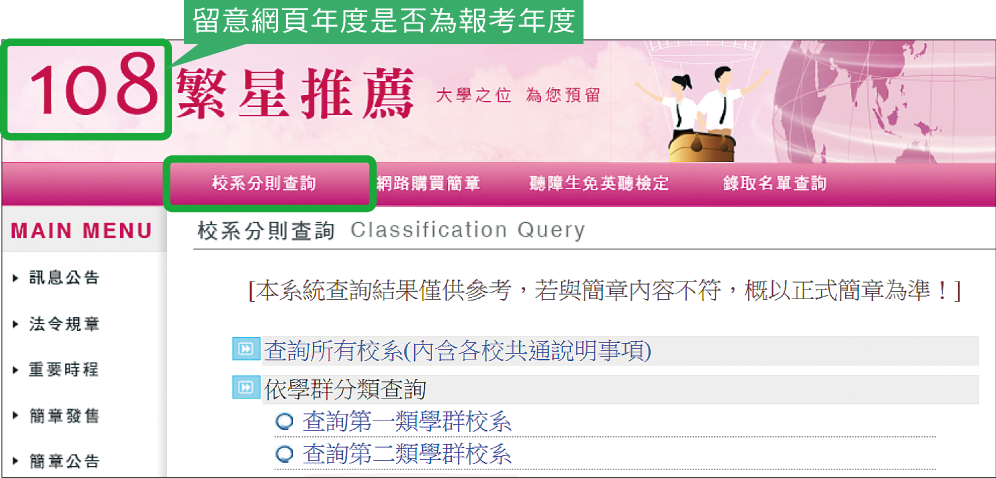 留意網頁年度是否為報考年度
108 繁星推薦 大學之位 為您預留
校系分則查詢 網路購買簡章 聽障生免英聽檢定 錄取名單查詢
MAIN MENU
訊息公告
法令規章
重要時程
簡章發售
簡章公告
校系分則查詢 Classification Query
[本系統查詢結果僅供參考，若與簡章內容不符，概以正式簡章為準！]
查詢所有校系(內含各校共通說明事項)
依學群分類查詢
查詢第一類學群校系
查詢第二類學群校系